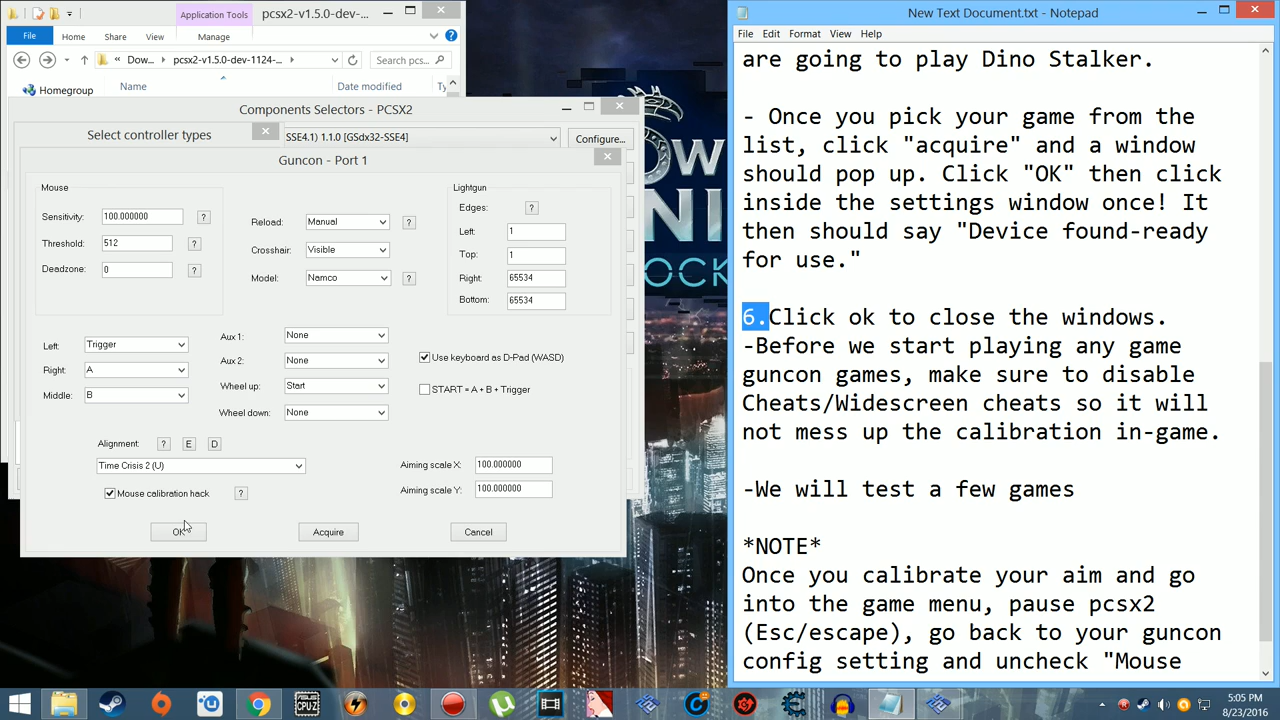 Application Tools
pcsx2-v1.5.0-dev-...
File
Home
Share
View
Manage
Dow...
pcsx2-v1.5.0-dev-1124-...
Search pcs...
Homegroup
Name
Date modified
Components Selectors - PCSX2
Select controller types
SSE4.1) 1.1.0 [GSdx32-SSE4]
Configure...
Guncon - Port 1
Mouse
Sensitivity:
100.000000
?
Threshold:
512
?
Deadzone:
0
?
Reload:
Manual
?
Crosshair:
Visible
Model:
Namco
?
Lightgun
Edges:
?
Left:
1
Top:
1
Right:
65534
Bottom:
65534
Left:
Trigger
Right:
A
Middle:
B
Aux 1:
None
Aux 2:
None
Wheel up:
Start
Wheel down:
None
Use keyboard as D-Pad (WASD)
START = A + B + Trigger
Alignment:
?
E
D
Time Crisis 2 (U)
Mouse calibration hack
?
Aiming scale X:
100.000000
Aiming scale Y:
100.000000
OK
Acquire
Cancel
New Text Document.txt - Notepad
File Edit Format View Help
are going to play Dino Stalker.
- Once you pick your game from the
list, click "acquire" and a window
should pop up. Click "OK" then click
inside the settings window once! It
then should say "Device found-ready
for use."
6.Click ok to close the windows.
-Before we start playing any game
guncon games, make sure to disable
Cheats/Widescreen cheats so it will
not mess up the calibration in-game.
-We will test a few games
*NOTE*
Once you calibrate your aim and go
into the game menu, pause pcsx2
(Esc/escape), go back to your guncon
config setting and uncheck "Mouse
5:05 PM
8/23/2016